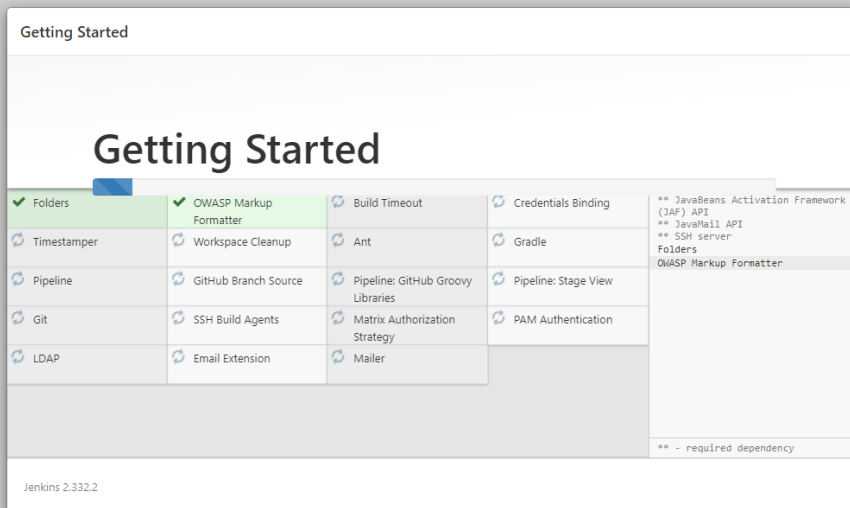 Getting Started
Getting Started
Folders
OWASP Markup
Formatter
Build Timeout
Credentials Binding
Timestamper
Workspace Cleanup
Ant
Gradle
Pipeline
GitHub Branch Source
Pipeline: GitHub Groovy
Libraries
Pipeline: Stage View
Git
SSH Build Agents
Matrix Authorization
Strategy
PAM Authentication
LDAP
Email Extension
Mailer
** JavaBeans Activation Framework
(JAF) API
** JavaMail API
** SSH server
Folders
OWASP Markup Formatter
** - required dependency
Jenkins 2.332.2